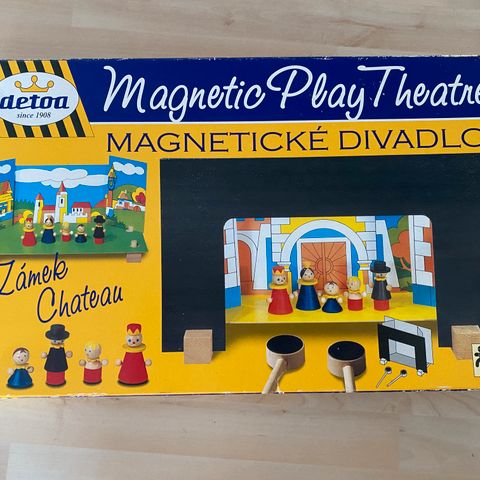 detoa
since 1908
Magnetic Play Theatre
MAGNETICKÉ DIVADLO
Zámek
Chateau